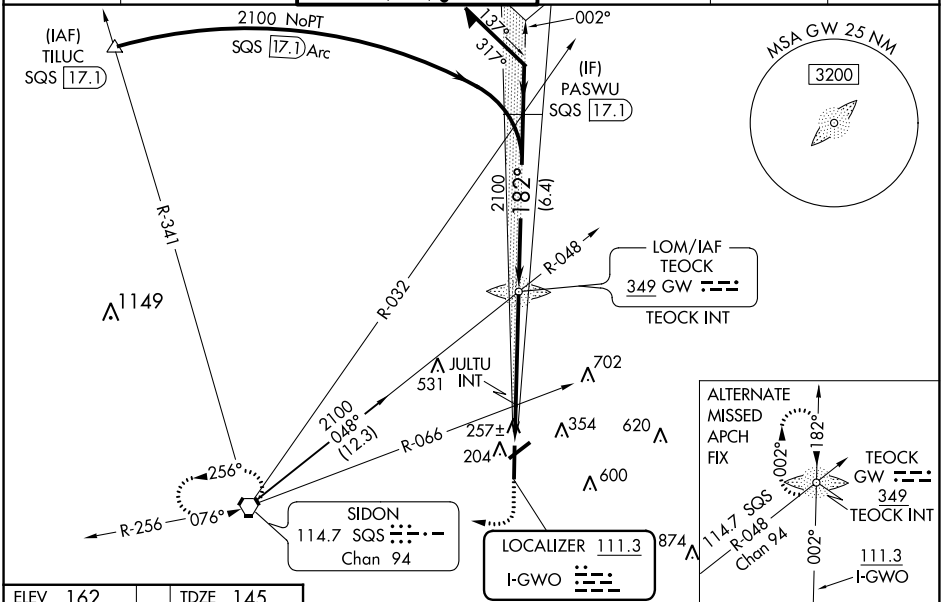 (IAF)
TILUC
SQS 17.1
2100 NoPT
SQS 17.1 Arc
137°
317°
002°
(IF)
PASWU
SQS 17.1
MSA GW 25 NM
3200
2100
182°
(6.4)
R-341
R-032
R-048
LOM/IAF
TEOCK
349 GW
TEOCK INT
1149
531
JULTU
INT
702
2100
048°
(12.3)
R-066
257±
204
354
620
600
256°
R-256
076°
SIDON
114.7 SQS
Chan 94
LOCALIZER 111.3
I-GWO
874
ALTERNATE
MISSED
APCH
FIX
182°
002°
TEOCK
GW
349
TEOCK INT
114.7 SQS
R-048
Chan 94
002°
111.3
I-GWO
ELEV 162
TDZE 145